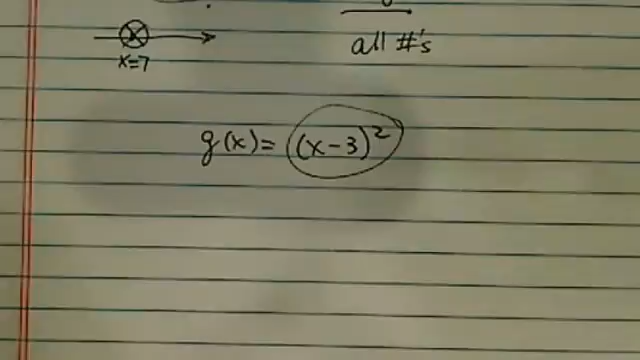 x=7
all #'s
g(x) = (x-3)²